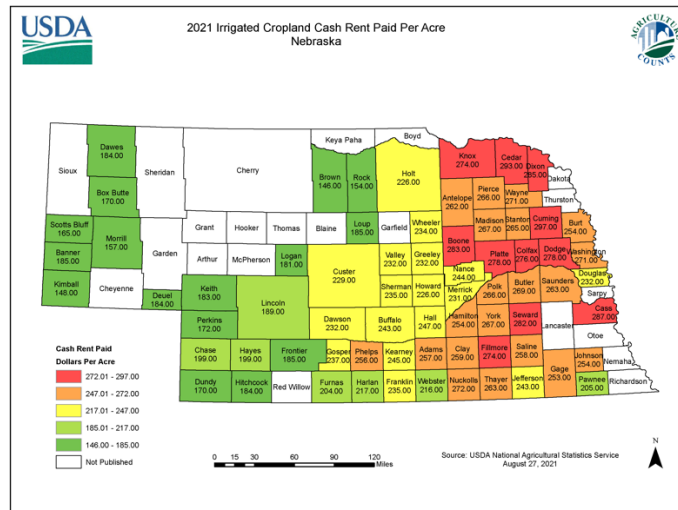 USDA
2021 Irrigated Cropland Cash Rent Paid Per Acre
Nebraska
AGRICULTURE
COUNTS
Keya Paha
Boyd
Dawes
184.00
Sioux
Sheridan
Cherry
Brown
146.00
Rock
154.00
Holt
226.00
Knox
274.00
Cedar
293.00
Dixon
285.00
Dakota
Box Butte
170.00
Antelope
262.00
Pierce
266.00
Wayne
271.00
Thurston
Scotts Bluff
165.00
Morrill
157.00
Garden
Grant
Hooker
Thomas
Blaine
Loup
185.00
Garfield
Wheeler
234.00
Madison
267.00
Stanton
265.00
Cuming
297.00
Burt
254.00
Banner
185.00
Boone
Platte
278.00
Colfax
276.00
Dodge
278.00
Washington
271.00
Kimball
148.00
Cheyenne
Deuel
184.00
Arthur
McPherson
Logan
181.00
Custer
229.00
Valley
232.00
Greeley
232.00
Nance
244.00
Douglas
232.00
Sarpy
Keith
183.00
Lincoln
189.00
Sherman
235.00
Howard
226.00
Merrick
231.00
Polk
266.00
Butler
269.00
Saunders
263.00
Cass
287.00
Perkins
172.00
Dawson
232.00
Buffalo
243.00
Hall
247.00
Hamilton
254.00
York
267.00
Seward
282.00
Lancaster
Otoe
Chase
199.00
Hayes
199.00
Frontier
185.00
Gosper
237.00
Phelps
256.00
Kearney
245.00
Adams
257.00
Clay
259.00
Fillmore
274.00
Saline
258.00
Gage
253.00
Johnson
254.00
Nemaha
Dundy
170.00
Hitchcock
184.00
Red Willow
Furnas
204.00
Harlan
217.00
Franklin
235.00
Webster
216.00
Nuckolls
272.00
Thayer
263.00
Jefferson
243.00
Pawnee
205.00
Richardson
Cash Rent Paid
Dollars Per Acre
272.01 - 297.00
247.01 - 272.00
217.01 - 247.00
185.01 - 217.00
146.00 - 185.00
Not Published
0 15 30 60 90 120
Miles
Source: USDA National Agricultural Statistics Service
August 27, 2021
N